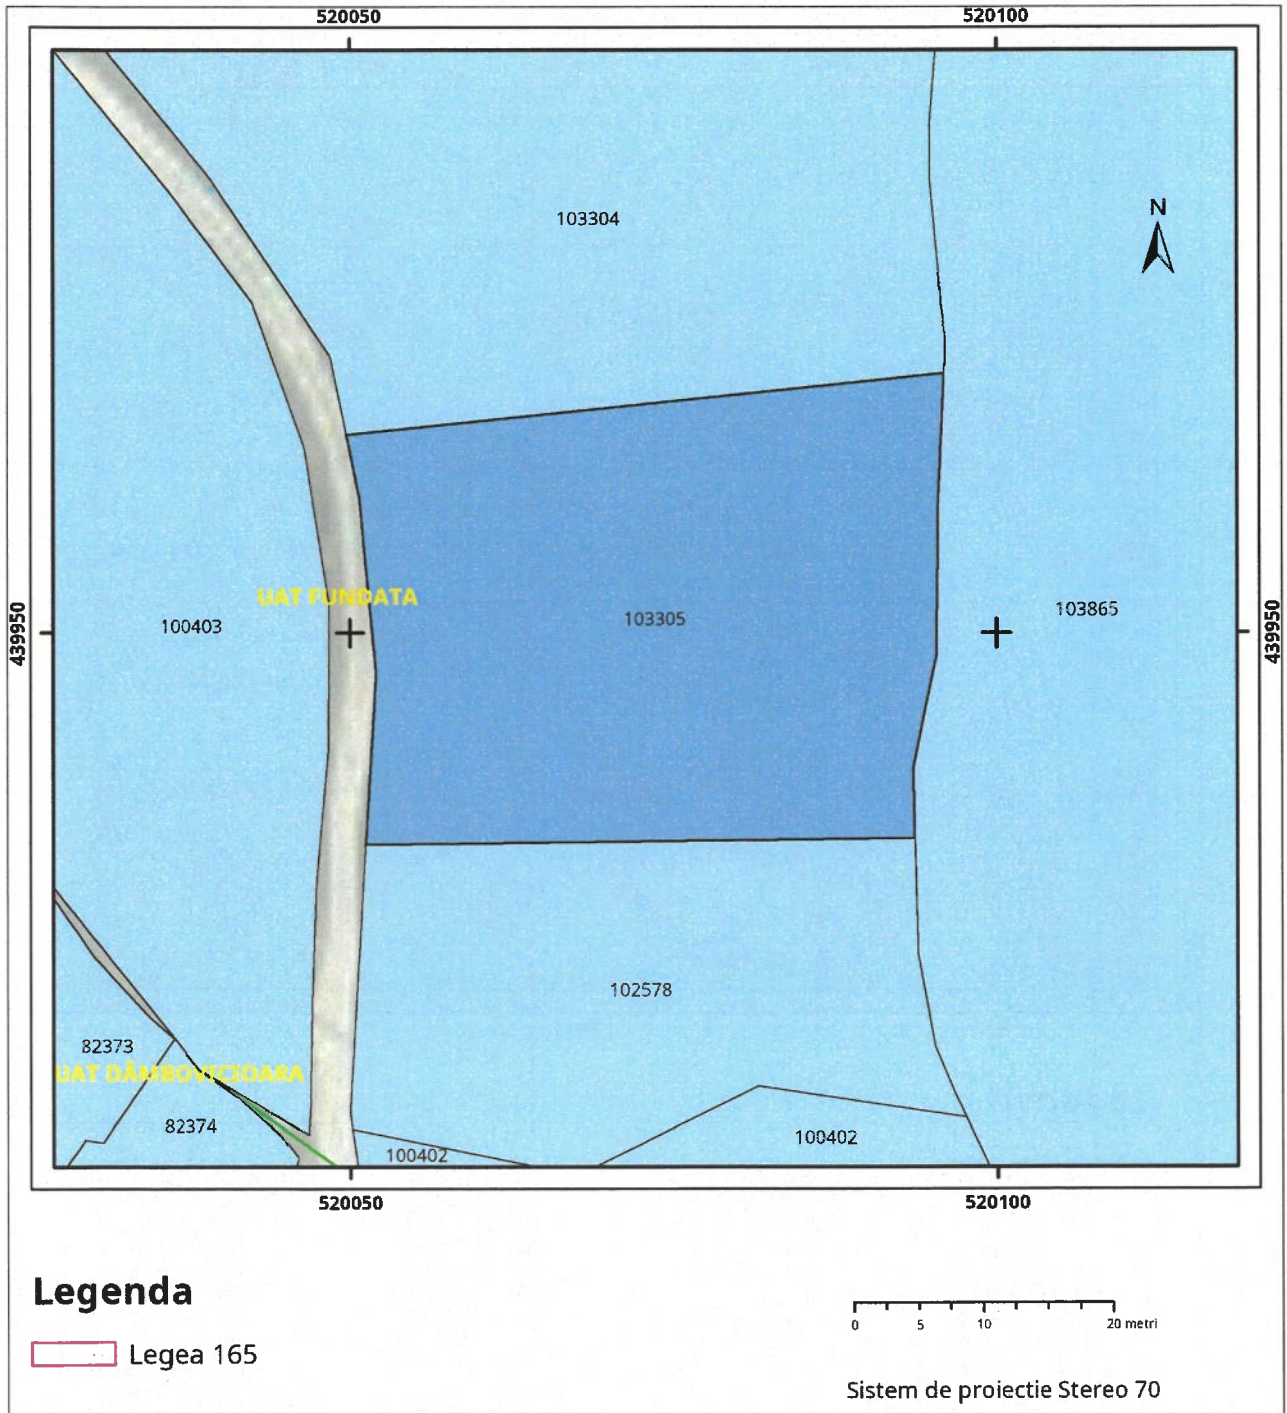 520050
520100
103304
N
UAT FUNDATA
439950
100403
103305
103865
439950
102578
82373
UAT DÂMBOVICIOARA
82374
100402
100402
520050
520100
Legenda
0 5 10 20 metri
Legea 165
Sistem de proiectie Stereo 70